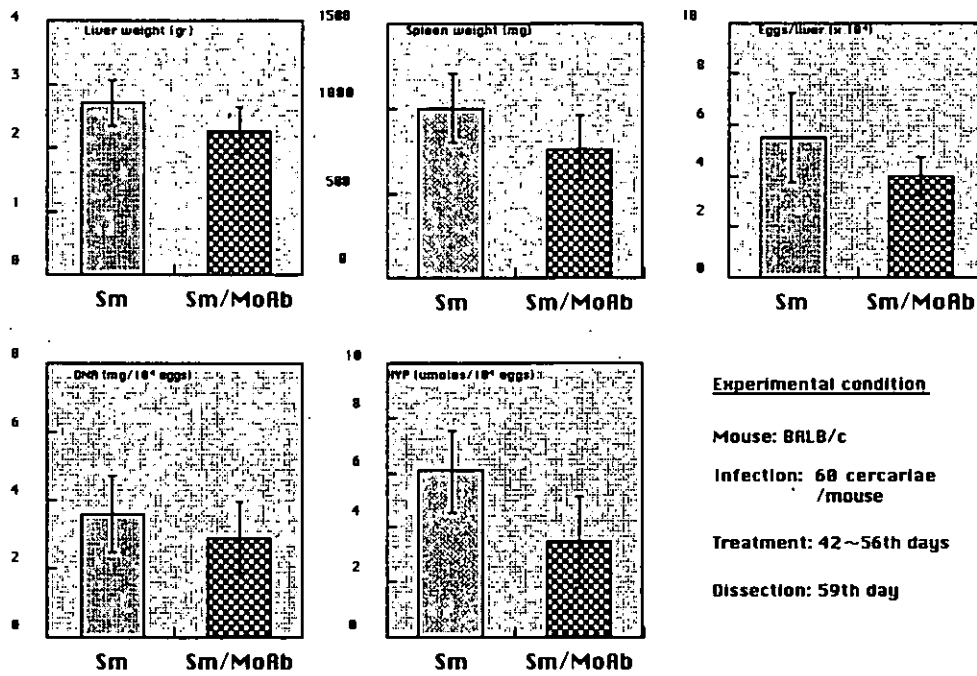 4
3
2
1
0
Liver weight (gr)
Sm Sm/MoAb
1500
1000
500
0
Spleen weight (mg)
Sm Sm/MoAb
10
8
6
4
2
0
Eggs/liver (x 10⁴)
Sm Sm/MoAb
8
6
4
2
0
DNA (mg/10⁴ eggs)
Sm Sm/MoAb
10
8
6
4
2
0
HYP (umoles/10⁴ eggs)
Sm Sm/MoAb
Experimental condition
Mouse: BALB/c
Infection: 60 cercariae
/mouse
Treatment: 42~56th days
Dissection: 59th day